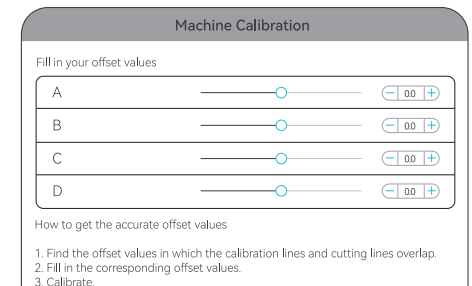 Machine Calibration
Fill in your offset values
A − 0.0 +
B − 0.0 +
C − 0.0 +
D − 0.0 +
How to get the accurate offset values
1. Find the offset values in which the calibration lines and cutting lines overlap.
2. Fill in the corresponding offset values.
3. Calibrate.